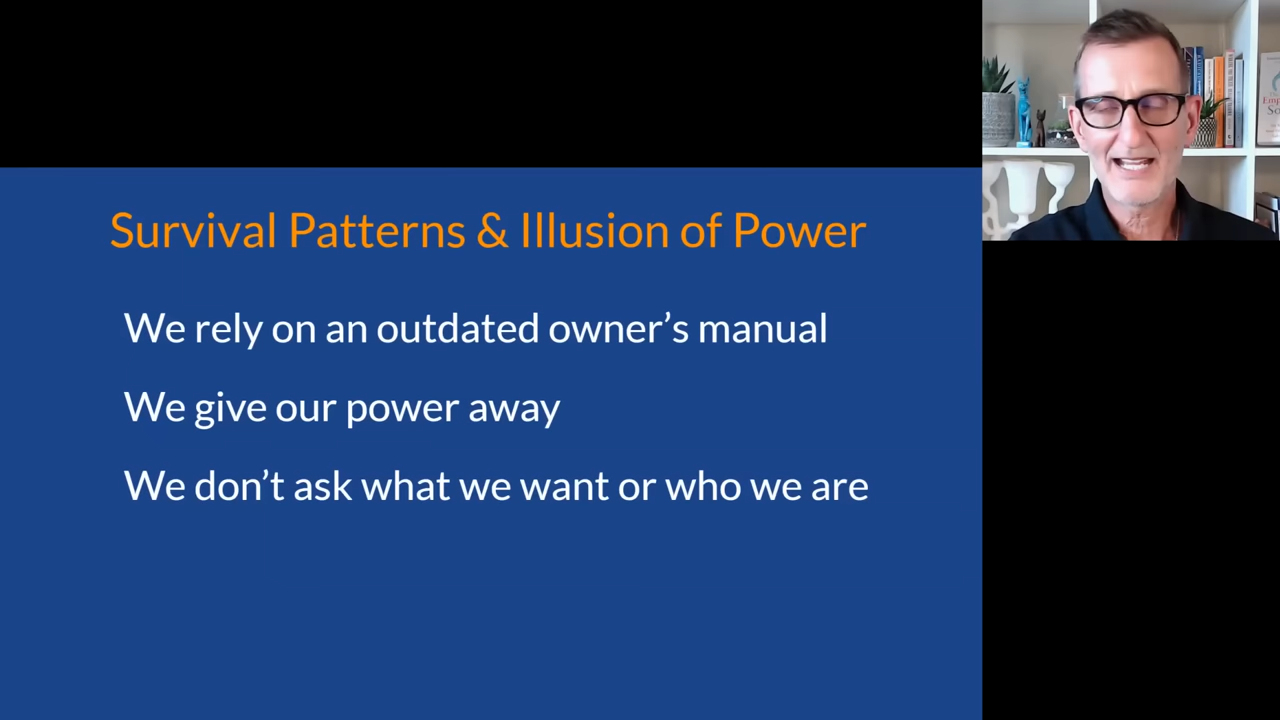 Survival Patterns & Illusion of Power
We rely on an outdated owner’s manual
We give our power away
We don’t ask what we want or who we are